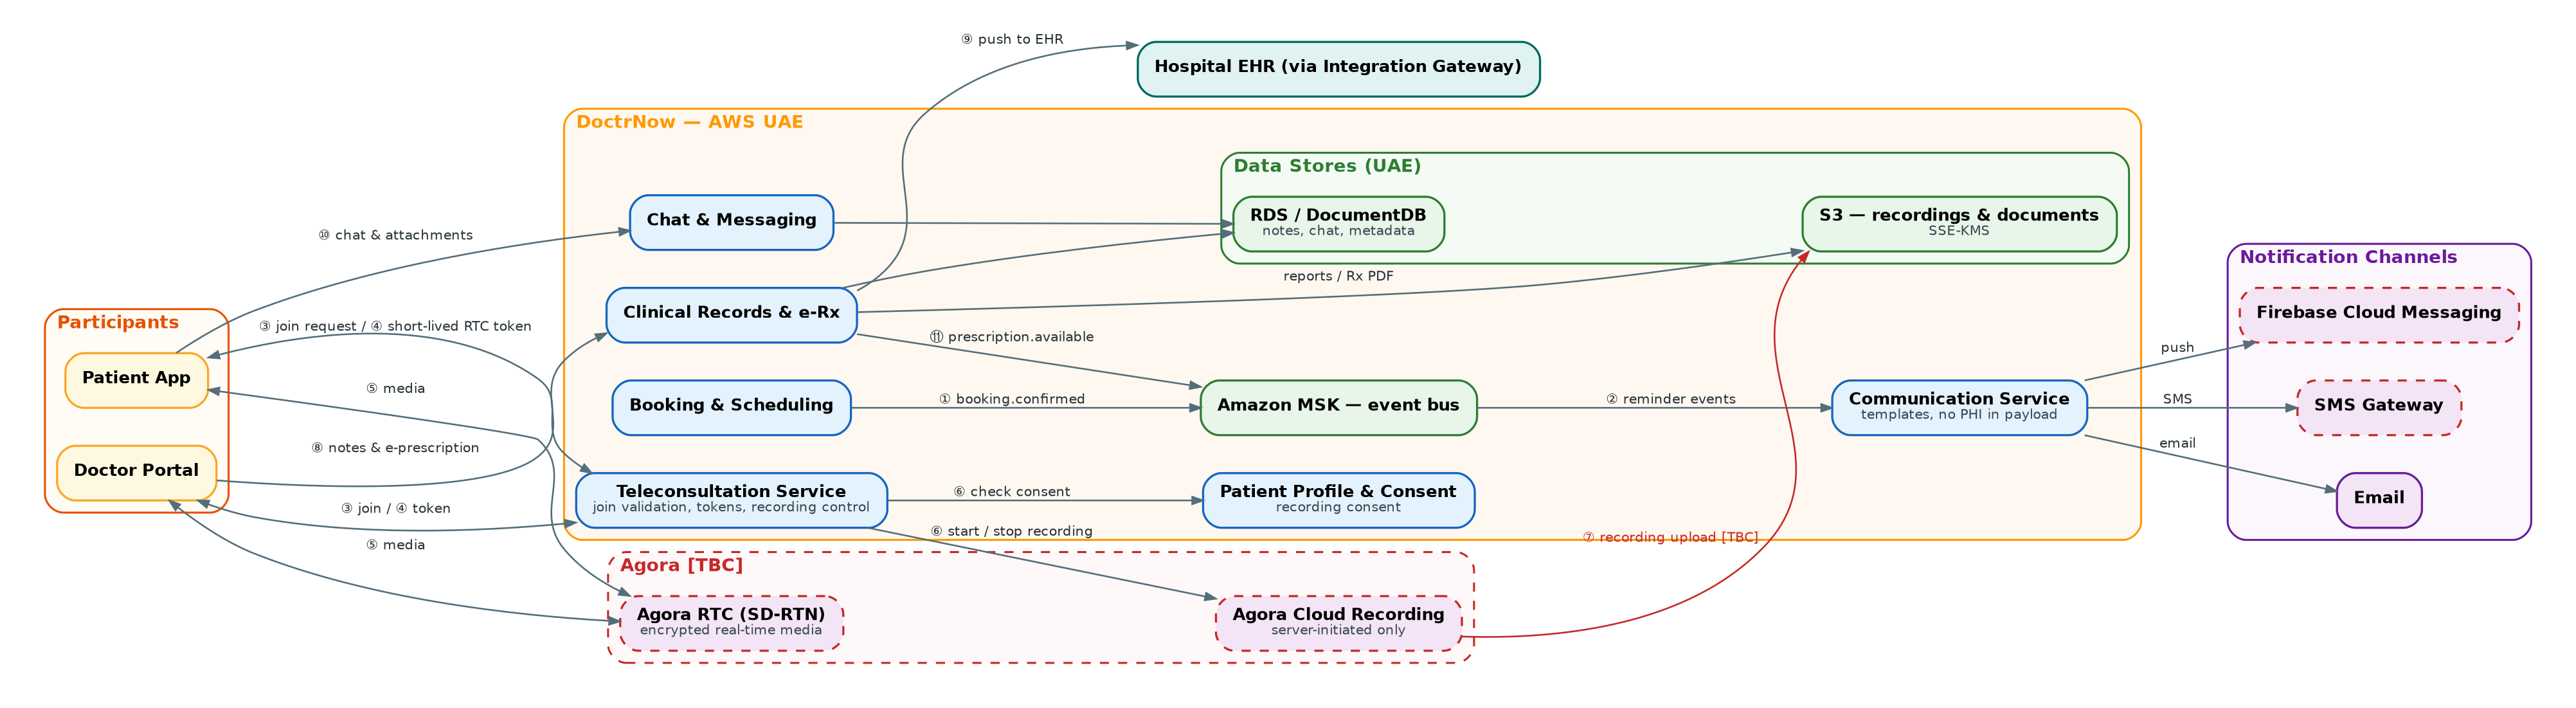 ⑨ push to EHR
Hospital EHR (via Integration Gateway)
DoctrNow — AWS UAE
Data Stores (UAE)
Chat & Messaging
RDS / DocumentDB
notes, chat, metadata
S3 — recordings & documents
SSE-KMS
⑩ chat & attachments
Notification Channels
reports / Rx PDF
Clinical Records & e-Rx
Firebase Cloud Messaging
Participants
③ join request / ④ short-lived RTC token
⑪ prescription.available
push
Patient App
⑤ media
Booking & Scheduling
① booking.confirmed
Amazon MSK — event bus
② reminder events
Communication Service
templates, no PHI in payload
SMS
SMS Gateway
⑧ notes & e-prescription
email
Doctor Portal
Teleconsultation Service
join validation, tokens, recording control
⑥ check consent
Patient Profile & Consent
recording consent
Email
③ join / ④ token
⑥ start / stop recording
⑦ recording upload [TBC]
⑤ media
Agora [TBC]
Agora RTC (SD-RTN)
encrypted real-time media
Agora Cloud Recording
server-initiated only